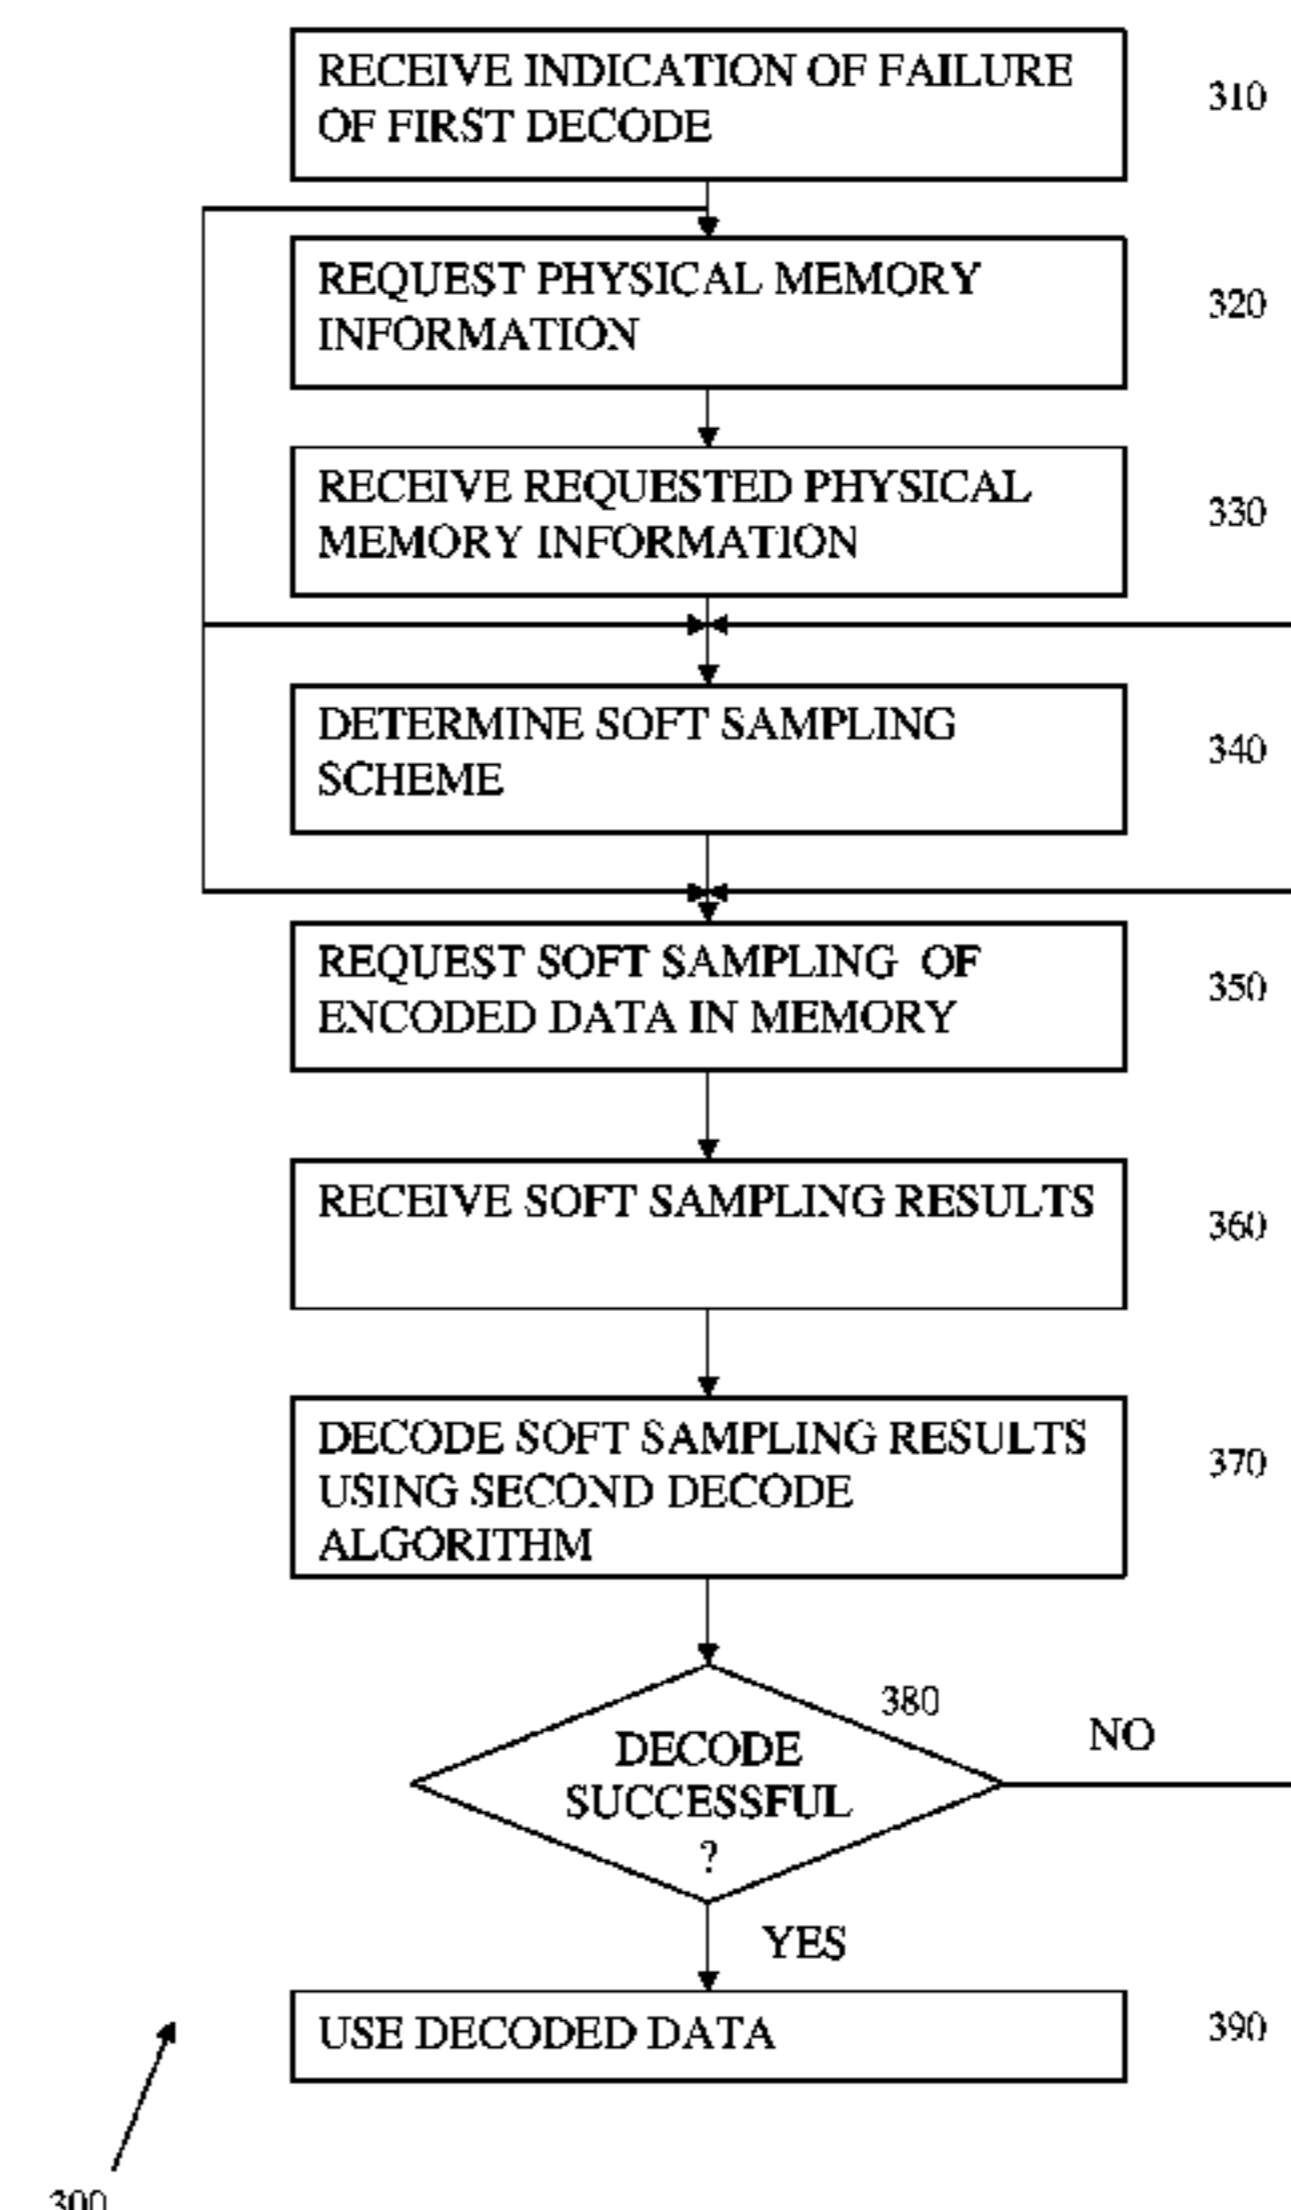 RECEIVE INDICATION OF FAILURE
OF FIRST DECODE
310
REQUEST PHYSICAL MEMORY
INFORMATION
320
RECEIVE REQUESTED PHYSICAL
MEMORY INFORMATION
330
DETERMINE SOFT SAMPLING
SCHEME
340
REQUEST SOFT SAMPLING OF
ENCODED DATA IN MEMORY
350
RECEIVE SOFT SAMPLING RESULTS
360
DECODE SOFT SAMPLING RESULTS
USING SECOND DECODE
ALGORITHM
370
380
DECODE
SUCCESSFUL
?
NO
YES
USE DECODED DATA
390
300